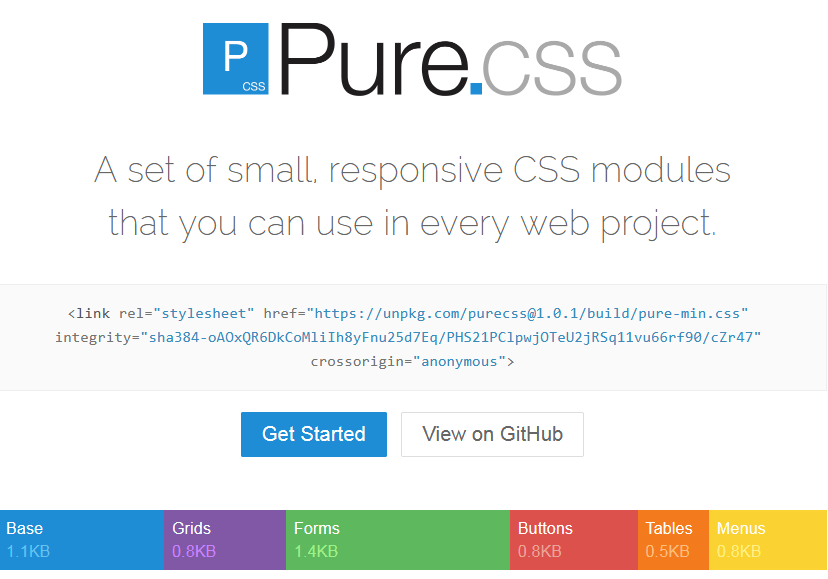 P
CSS
Pure.css
A set of small, responsive CSS modules
that you can use in every web project.
<link rel="stylesheet" href="https://unpkg.com/purecss@1.0.1/build/pure-min.css"
integrity="sha384-oAOxQR6DkCoMliIh8yFnu25d7Eq/PHS21PClpwjOTeU2jRSq11vu66rf90/cZr47"
crossorigin="anonymous">
Get Started View on GitHub
Base Grids Forms Buttons Tables Menus
1.1KB 0.8KB 1.4KB 0.8KB 0.5KB 0.8KB